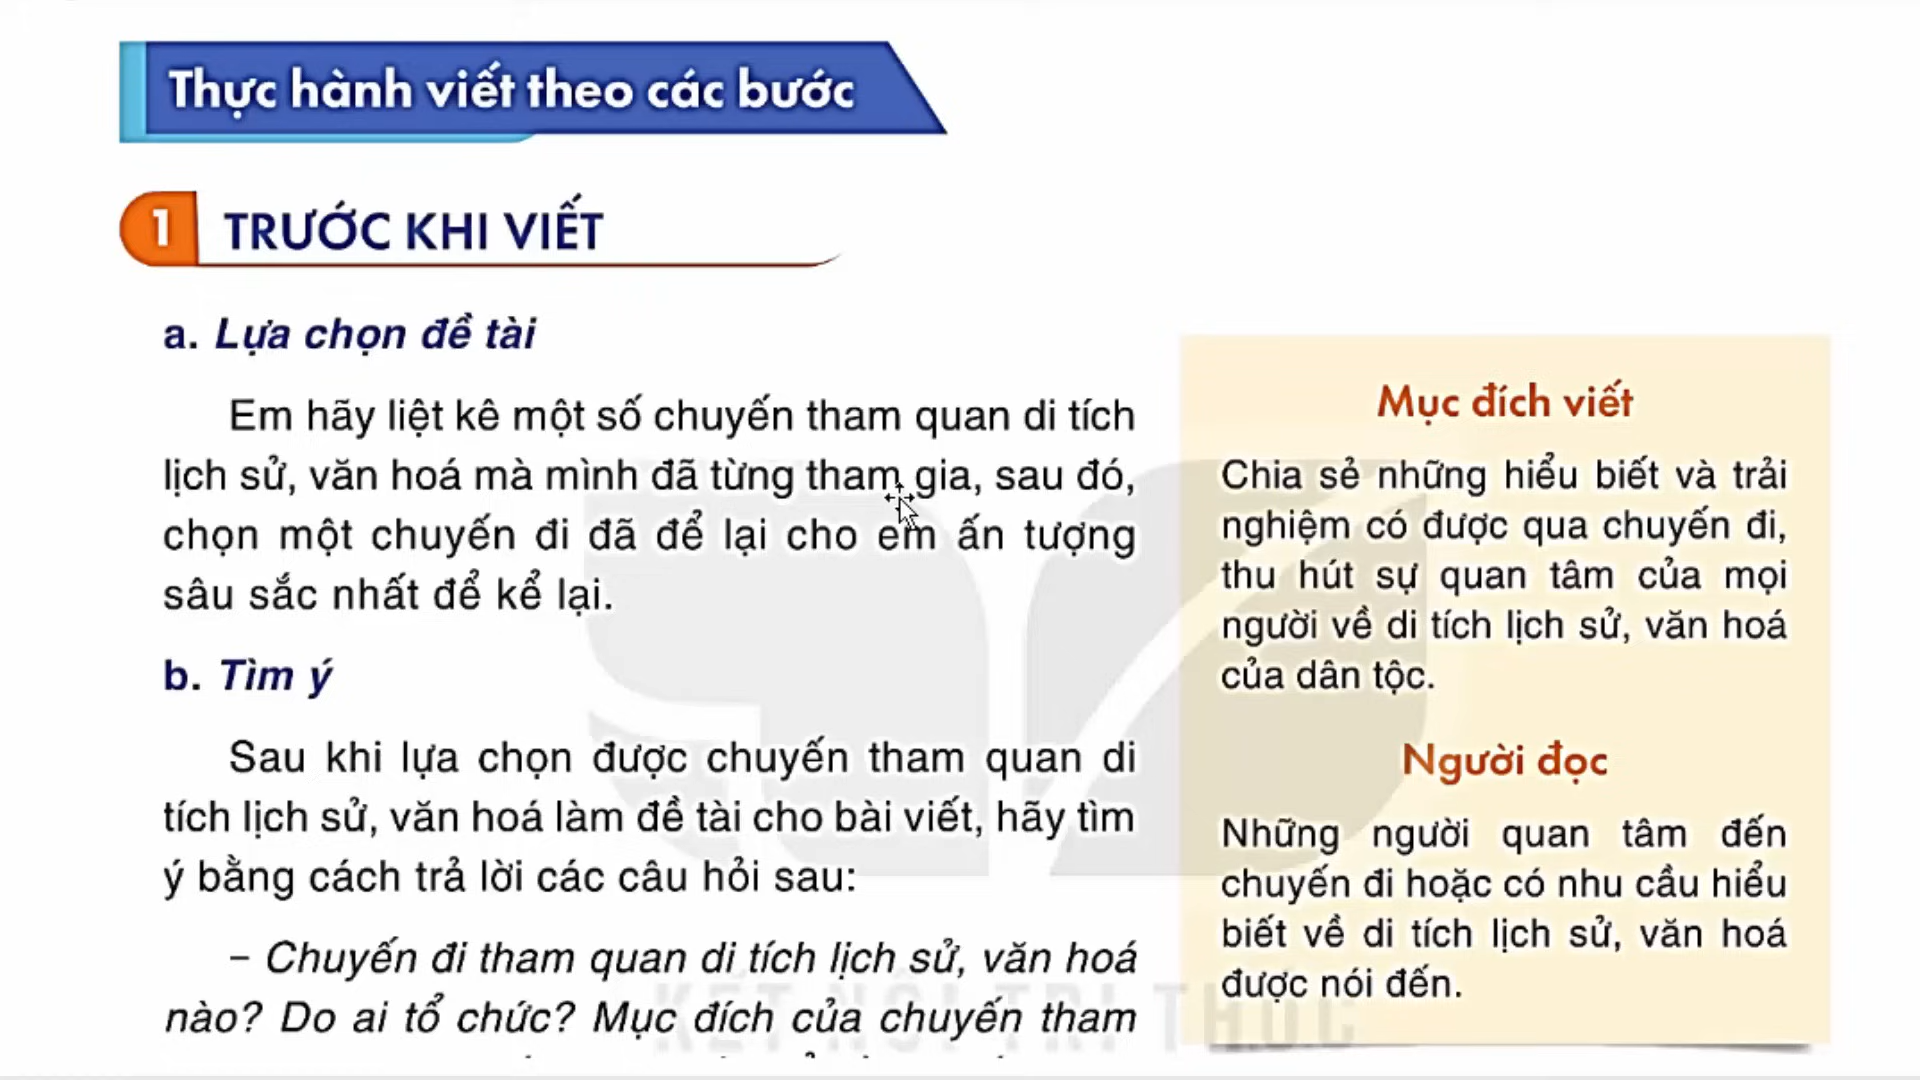 Thực hành viết theo các bước
1 TRƯỚC KHI VIẾT
a. Lựa chọn đề tài
Em hãy liệt kê một số chuyến tham quan di tích
lịch sử, văn hoá mà mình đã từng tham gia, sau đó,
chọn một chuyến đi đã để lại cho em ấn tượng
sâu sắc nhất để kể lại.
b. Tìm ý
Sau khi lựa chọn được chuyến tham quan di
tích lịch sử, văn hoá làm đề tài cho bài viết, hãy tìm
ý bằng cách trả lời các câu hỏi sau:
– Chuyến đi tham quan di tích lịch sử, văn hoá
nào? Do ai tổ chức? Mục đích của chuyến tham
Mục đích viết
Chia sẻ những hiểu biết và trải
nghiệm có được qua chuyến đi,
thu hút sự quan tâm của mọi
người về di tích lịch sử, văn hoá
của dân tộc.
Người đọc
Những người quan tâm đến
chuyến đi hoặc có nhu cầu hiểu
biết về di tích lịch sử, văn hoá
được nói đến.
KẾT NỐI TRI THỨC